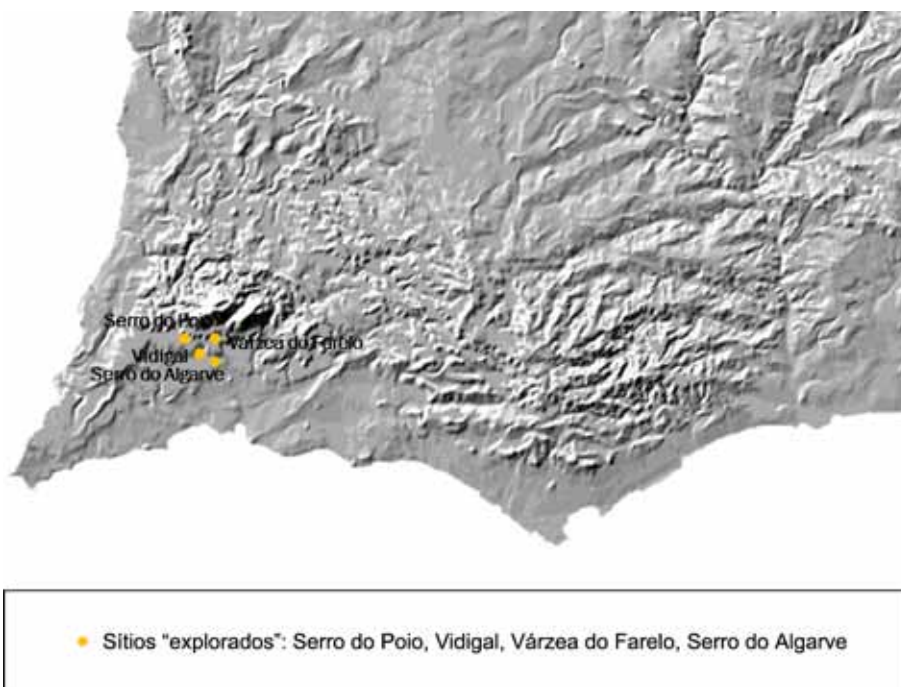 Serro do Poio
Várzea do Farelo
Vidigal
Serro do Algarve
Sítios "explorados": Serro do Poio, Vidigal, Várzea do Farelo, Serro do Algarve